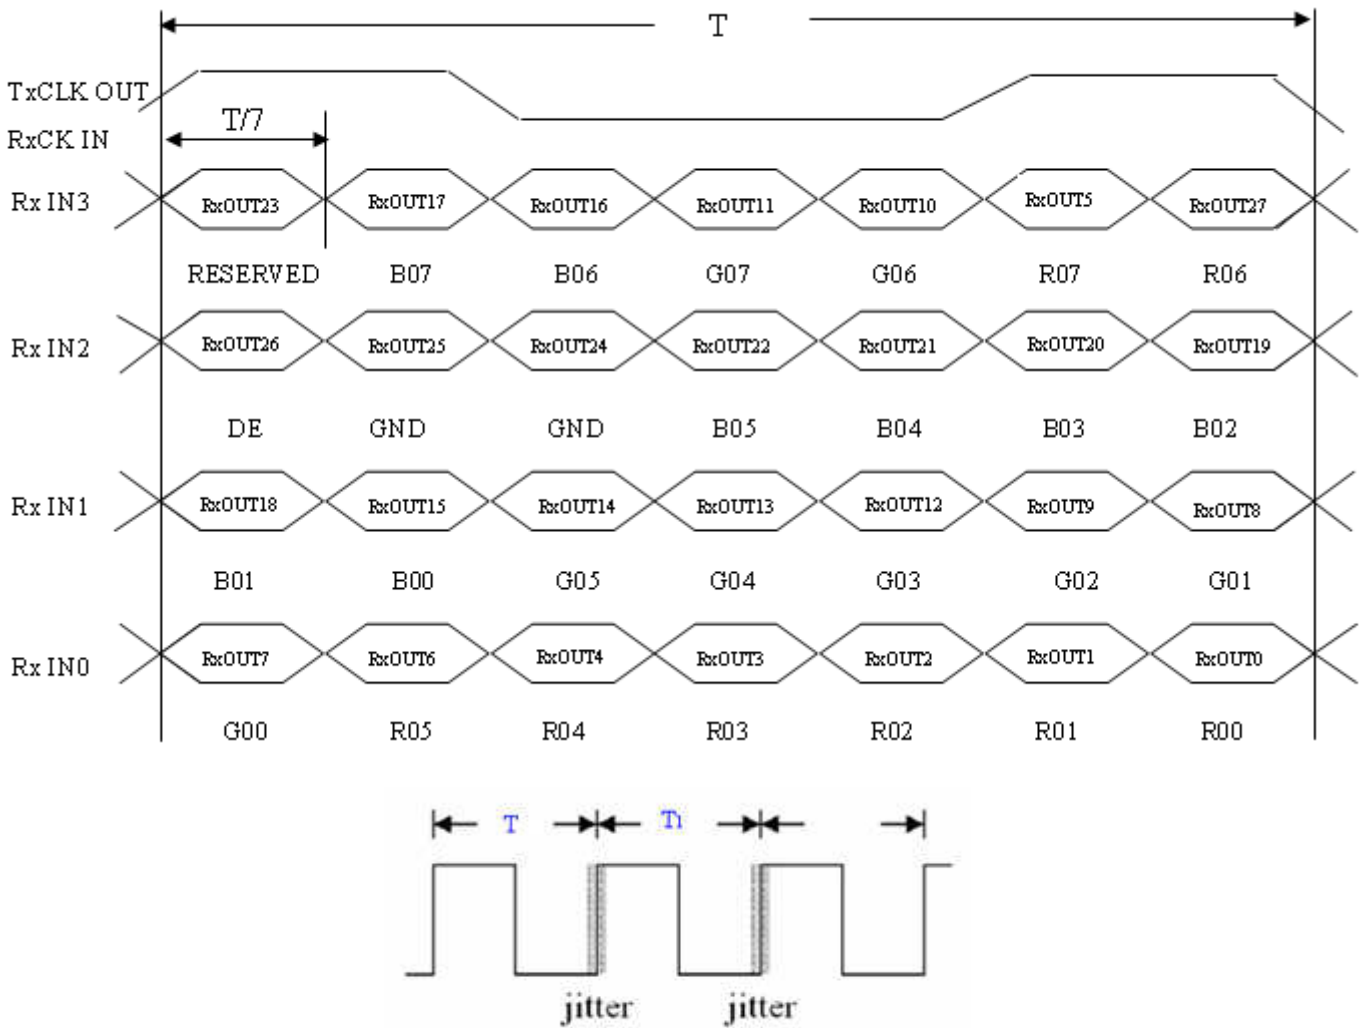 T
TxCLK OUT
T/7
RxCK IN
Rx IN3 RxOUT23 RxOUT17 RxOUT16 RxOUT11 RxOUT10 RxOUT5 RxOUT27
RESERVED B07 B06 G07 G06 R07 R06
Rx IN2 RxOUT26 RxOUT25 RxOUT24 RxOUT22 RxOUT21 RxOUT20 RxOUT19
DE GND GND B05 B04 B03 B02
Rx IN1 RxOUT18 RxOUT15 RxOUT14 RxOUT13 RxOUT12 RxOUT9 RxOUT8
B01 B00 G05 G04 G03 G02 G01
Rx IN0 RxOUT7 RxOUT6 RxOUT4 RxOUT3 RxOUT2 RxOUT1 RxOUT0
G00 R05 R04 R03 R02 R01 R00
T T1
jitter jitter